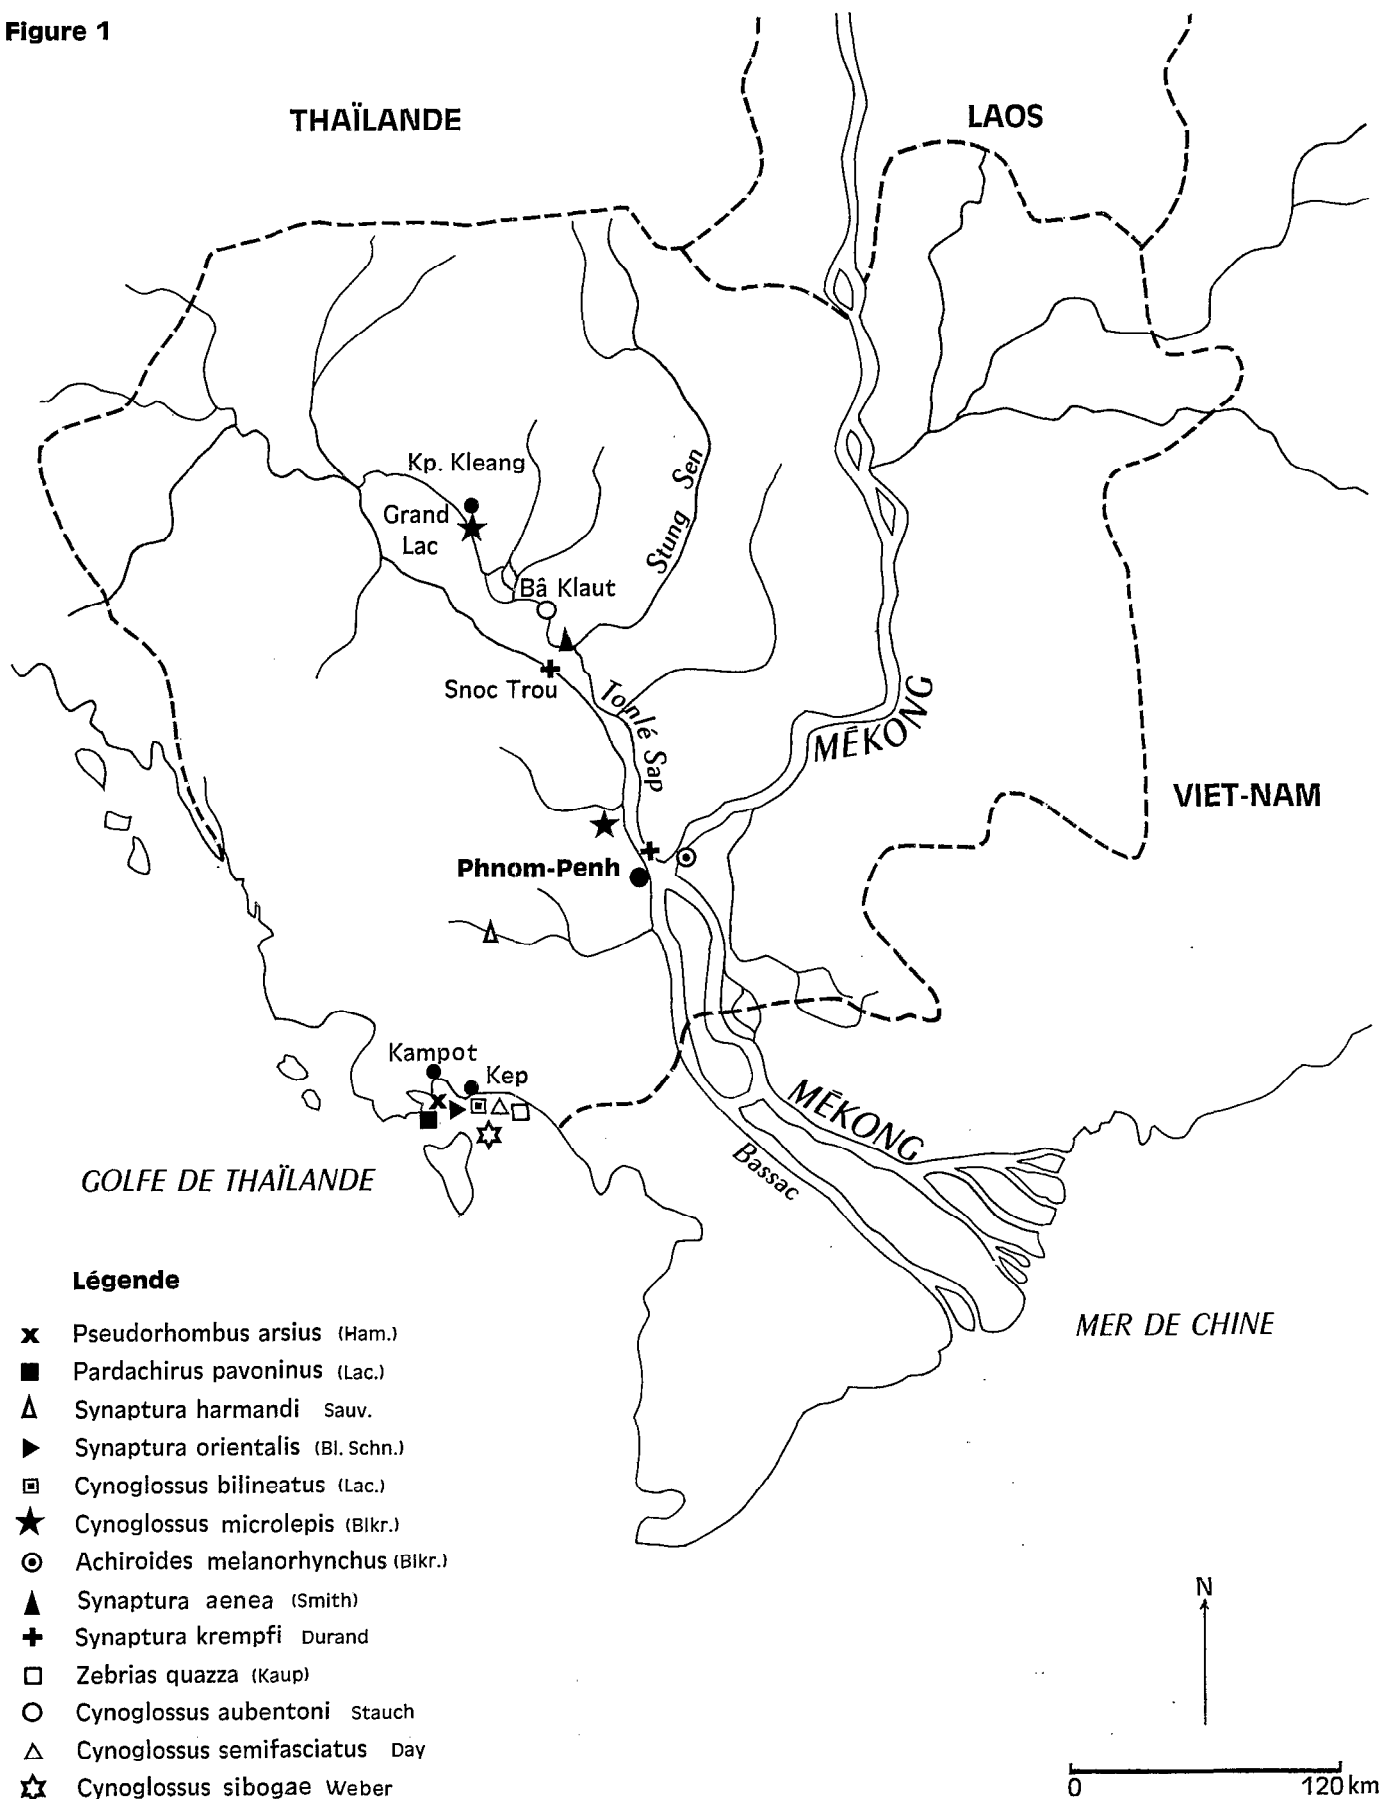 Figure 1
THAÏLANDE
LAOS
Kp. Kleang
Grand
Lac
Stung Sen
Bâ Klaut
Snoc Trou
Tonlé Sap
MÉKONG
VIET-NAM
Phnom-Penh
Kampot
Kep
MÉKONG
Bassac
GOLFE DE THAÏLANDE
MER DE CHINE
Légende
Pseudorhombus arsius (Ham.)
Pardachirus pavoninus (Lac.)
Synaptura harmandi Sauv.
Synaptura orientalis (Bl. Schn.)
Cynoglossus bilineatus (Lac.)
Cynoglossus microlepis (Blkr.)
Achiroides melanorhynchus (Blkr.)
Synaptura aenea (Smith)
Synaptura krempfi Durand
Zebrias quazza (Kaup)
Cynoglossus aubentoni Stauch
Cynoglossus semifasciatus Day
Cynoglossus sibogae Weber
N
0 120 km